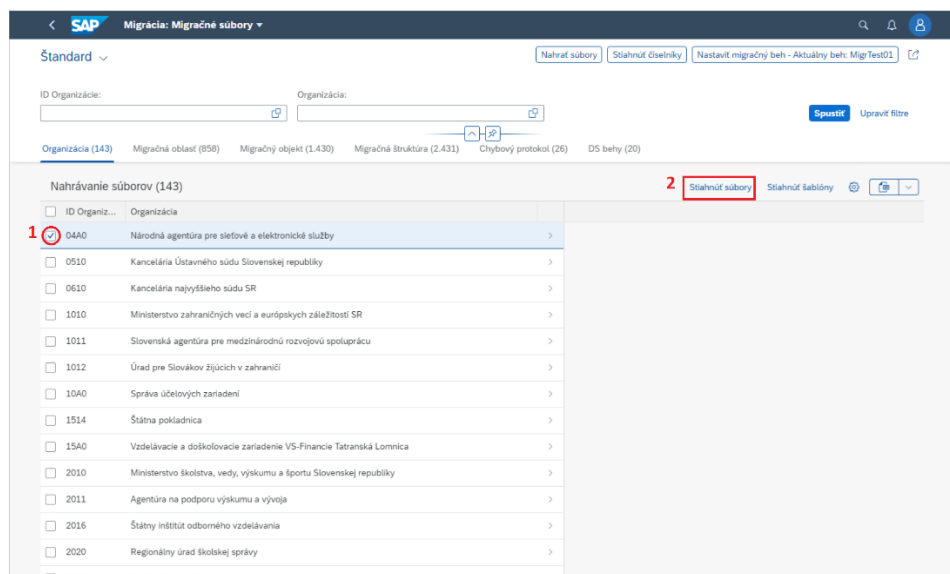 SAP Migrácia: Migračné súbory
Štandard
Nahrať súbory Stiahnúť číselníky Nastaviť migračný beh - Aktuálny beh: MigrTest01
ID Organizácie: Organizácia:
Spustiť Upraviť filtre
Organizácia (143) Migračná oblasť (858) Migračný objekt (1.430) Migračná štruktúra (2.431) Chybový protokol (26) DS behy (20)
Nahrávanie súborov (143) 2 Stiahnúť súbory Stiahnúť šablóny
ID Organiz... Organizácia
1 04A0 Národná agentúra pre sieťové a elektronické služby
0510 Kancelária Ústavného súdu Slovenskej republiky
0610 Kancelária najvyššieho súdu SR
1010 Ministerstvo zahraničných vecí a európskych záležitostí SR
1011 Slovenská agentúra pre medzinárodnú rozvojovú spoluprácu
1012 Úrad pre Slovákov žijúcich v zahraničí
10A0 Správa účelových zariadení
1514 Štátna pokladnica
15A0 Vzdelávacie a doškoľovacie zariadenie VS-Financie Tatranská Lomnica
2010 Ministerstvo školstva, vedy, výskumu a športu Slovenskej republiky
2011 Agentúra na podporu výskumu a vývoja
2016 Štátny inštitút odborného vzdelávania
2020 Regionálny úrad školskej správy